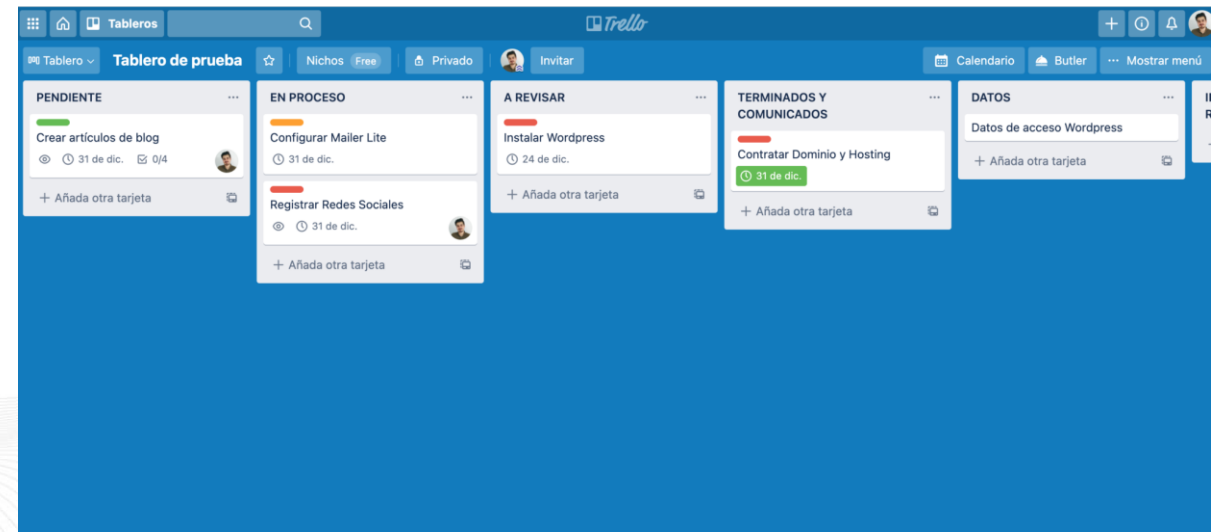 Tableros
Trello
Tablero
Tablero de prueba
Nichos Free
Privado
Invitar
Calendario
Butler
Mostrar menú
PENDIENTE
Crear artículos de blog
31 de dic. 0/4
+ Añada otra tarjeta
EN PROCESO
Configurar Mailer Lite
31 de dic.
Registrar Redes Sociales
31 de dic.
+ Añada otra tarjeta
A REVISAR
Instalar Wordpress
24 de dic.
+ Añada otra tarjeta
TERMINADOS Y
COMUNICADOS
Contratar Dominio y Hosting
31 de dic.
+ Añada otra tarjeta
DATOS
Datos de acceso Wordpress
+ Añada otra tarjeta